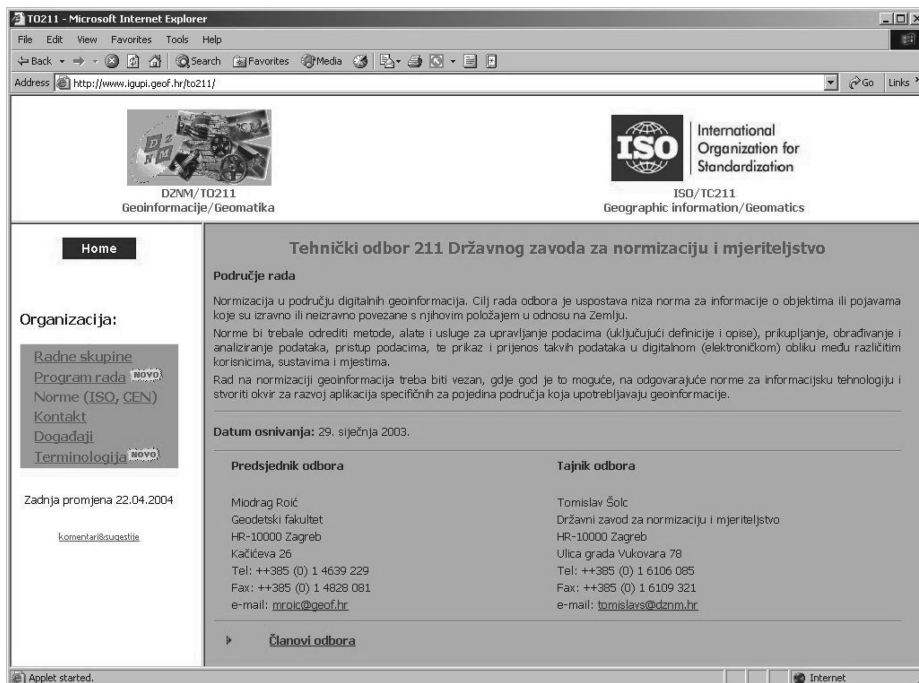 TO211 - Microsoft Internet Explorer
File Edit View Favorites Tools Help
Back Search Favorites Media
Address http://www.igupi.geof.hr/to211/ Go Links
DZNM
DZNM/TO211
Geoinformacije/Geomatika
ISO
International
Organization for
Standardization
ISO/TC211
Geographic information/Geomatics
Home
Organizacija:
Radne skupine
Program rada NOVO
Norme (ISO, CEN)
Kontakt
Događaji
Terminologija NOVO
Zadnja promjena 22.04.2004
komentari&sugestije
Tehnički odbor 211 Državnog zavoda za normizaciju i mjeriteljstvo
Područje rada
Normizacija u području digitalnih geoinformacija. Cilj rada odbora je uspostava niza norma za informacije o objektima ili pojavama
koje su izravno ili neizravno povezane s njihovim položajem u odnosu na Zemlju.
Norme bi trebale odrediti metode, alate i usluge za upravljanje podacima (uključujući definicije i opise), prikupljanje, obrađivanje i
analiziranje podataka, pristup podacima, te prikaz i prijenos takvih podataka u digitalnom (elektroničkom) obliku među različitim
korisnicima, sustavima i mjestima.
Rad na normizaciji geoinformacija treba biti vezan, gdje god je to moguće, na odgovarajuće norme za informacijsku tehnologiju i
stvoriti okvir za razvoj aplikacija specifičnih za pojedina područja koja upotrebljavaju geoinformacije.
Datum osnivanja: 29. siječnja 2003.
Predsjednik odbora
Miodrag Roić
Geodetski fakultet
HR-10000 Zagreb
Kačićeva 26
Tel: ++385 (0) 1 4639 229
Fax: ++385 (0) 1 4828 081
e-mail: mroic@geof.hr
Tajnik odbora
Tomislav Šolc
Državni zavod za normizaciju i mjeriteljstvo
HR-10000 Zagreb
Ulica grada Vukovara 78
Tel: ++385 (0) 1 6106 085
Fax: ++385 (0) 1 6109 321
e-mail: tomislavs@dznm.hr
Članovi odbora
Applet started. Internet